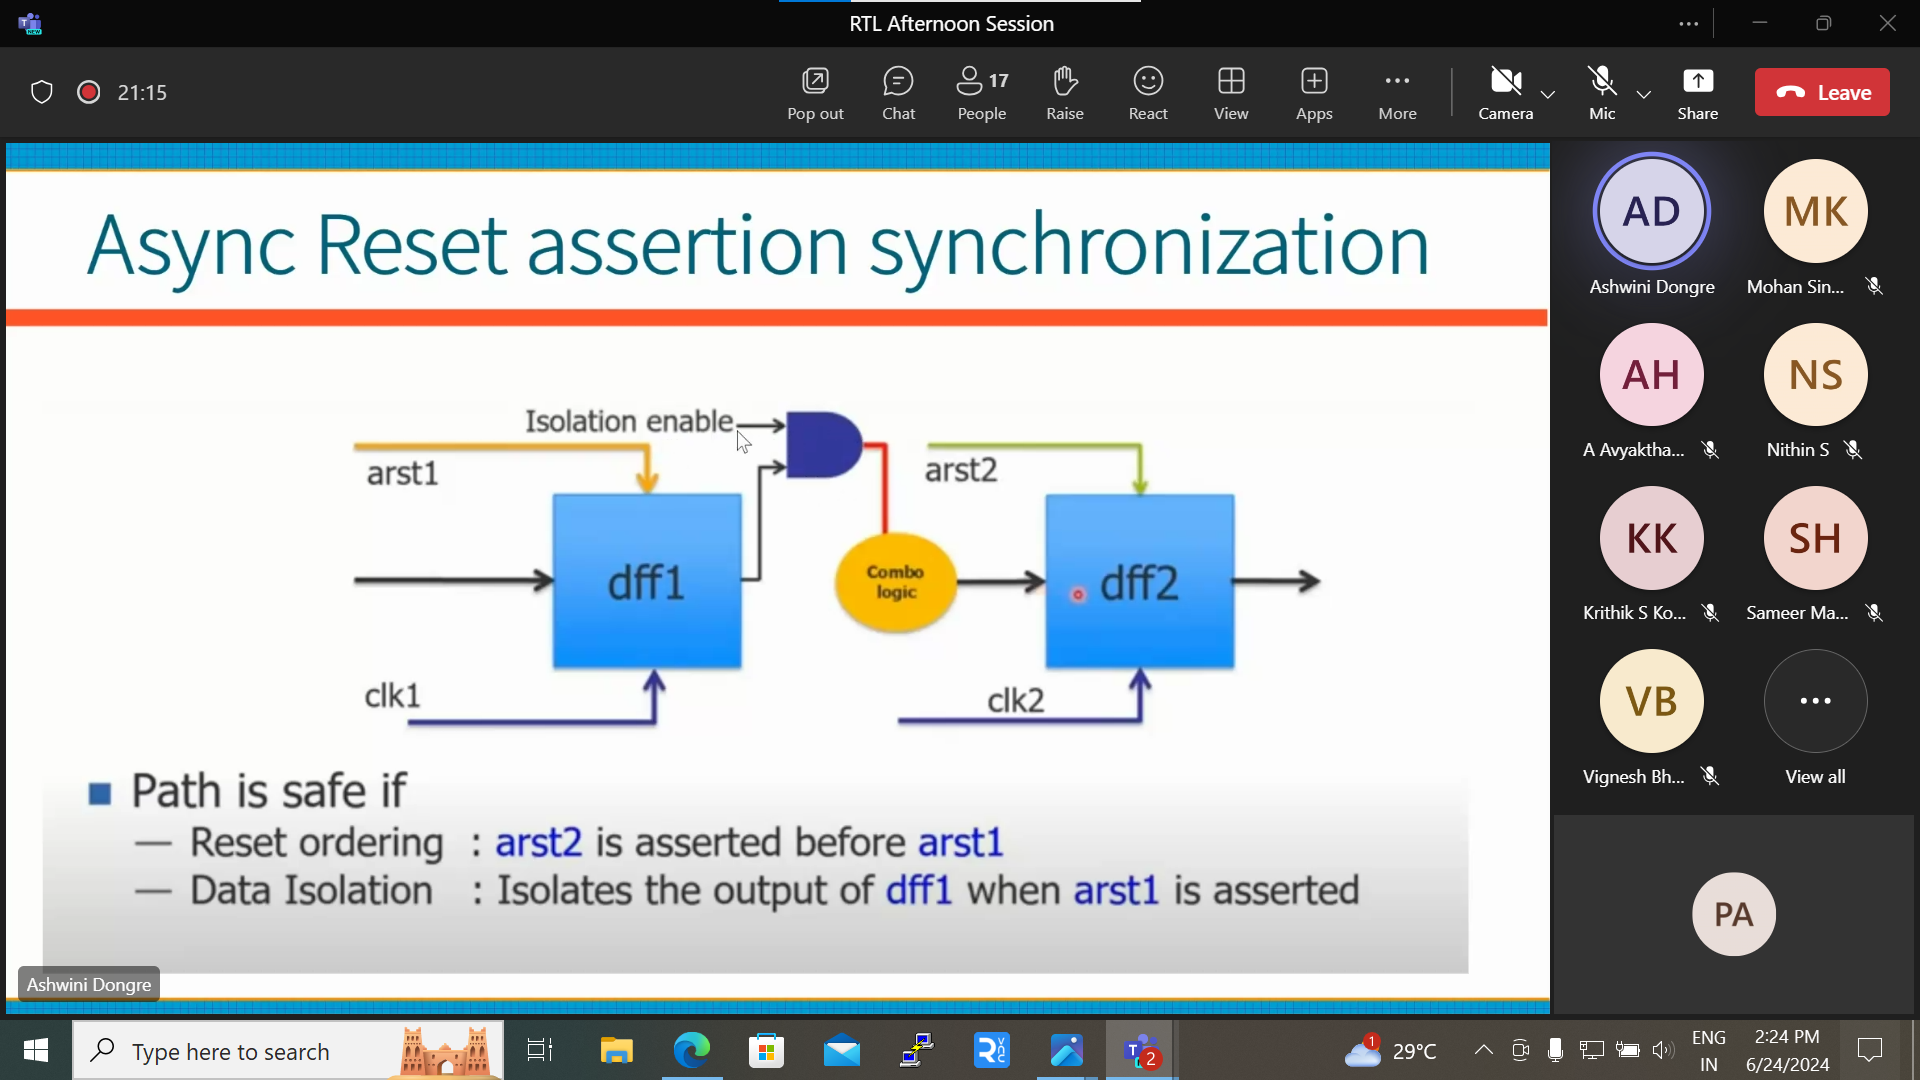 RTL Afternoon Session
21:15
Pop out
Chat
17
People
Raise
React
View
Apps
More
Camera
Mic
Share
Leave
Async Reset assertion synchronization
Isolation enable
arst1
arst2
dff1
Combo
logic
dff2
clk1
clk2
Path is safe if
— Reset ordering : arst2 is asserted before arst1
— Data Isolation : Isolates the output of dff1 when arst1 is asserted
Ashwini Dongre
AD
MK
Ashwini Dongre
Mohan Sin...
AH
NS
A Avyaktha...
Nithin S
KK
SH
Krithik S Ko...
Sameer Ma...
VB
Vignesh Bh...
View all
PA
Type here to search
2
1
29°C
ENG
IN
2:24 PM
6/24/2024